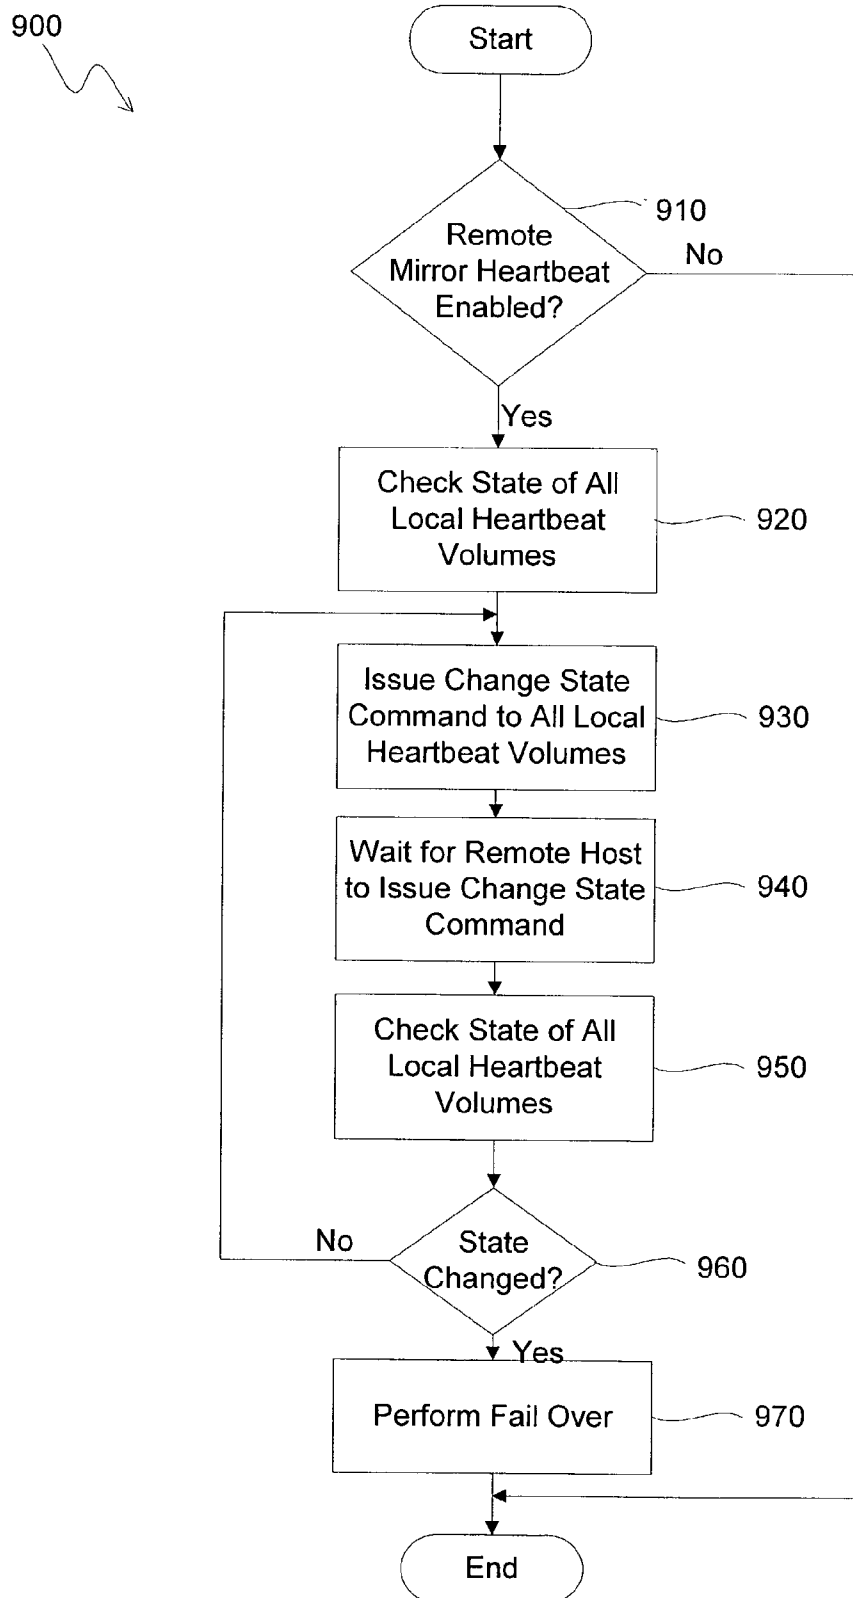 900
Start
910
Remote
Mirror Heartbeat
Enabled?
No
Yes
Check State of All
Local Heartbeat
Volumes
920
Issue Change State
Command to All Local
Heartbeat Volumes
930
Wait for Remote Host
to Issue Change State
Command
940
Check State of All
Local Heartbeat
Volumes
950
No
State
Changed?
960
Yes
Perform Fail Over
970
End